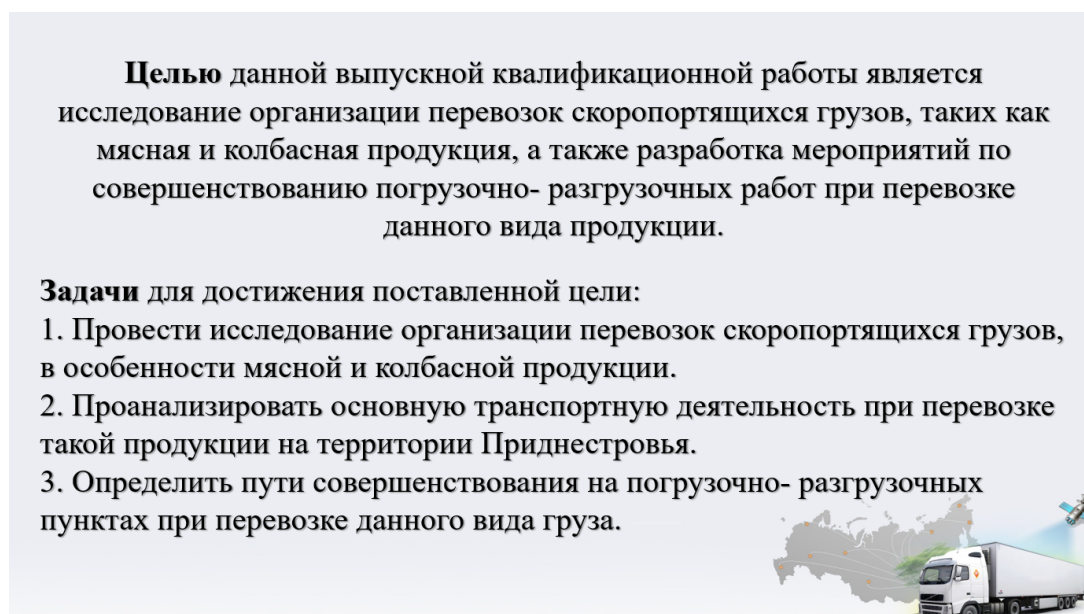 Целью данной выпускной квалификационной работы является
исследование организации перевозок скоропортящихся грузов, таких как
мясная и колбасная продукция, а также разработка мероприятий по
совершенствованию погрузочно- разгрузочных работ при перевозке
данного вида продукции.
Задачи для достижения поставленной цели:
1. Провести исследование организации перевозок скоропортящихся грузов,
в особенности мясной и колбасной продукции.
2. Проанализировать основную транспортную деятельность при перевозке
такой продукции на территории Приднестровья.
3. Определить пути совершенствования на погрузочно- разгрузочных
пунктах при перевозке данного вида груза.